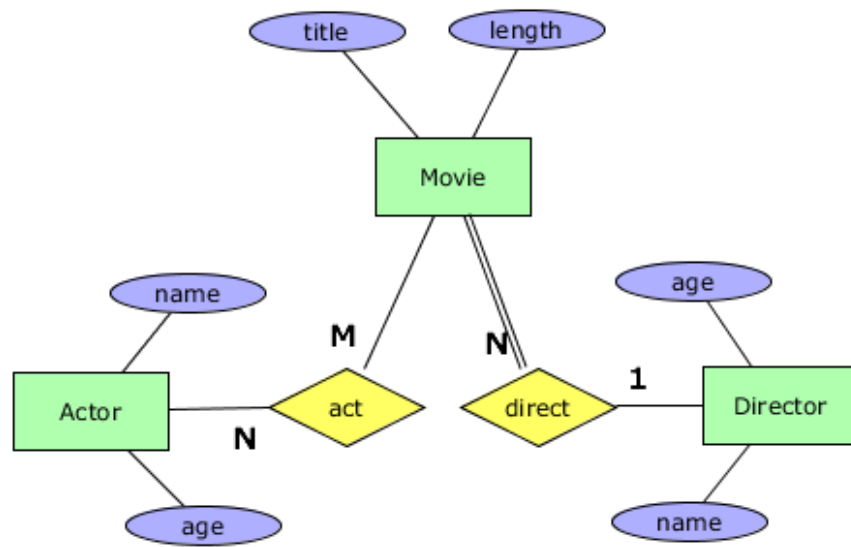 title
length
Movie
name
age
M
N
1
Actor
act
direct
Director
N
age
name